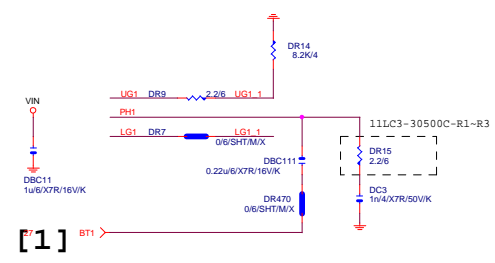 DR14
8.2K/4
UG1 DR9 2.2/6 UG1_1
VIN
PH1
11LC3-30500C-R1~R3
LG1 DR7 LG1_1
0/6/SHT/M/X
DR15
2.2/6
DBC111
0.22u/6/X7R/16V/K
DBC11
1u/6/X7R/16V/K
DC3
1n/4/X7R/50V/K
DR470
0/6/SHT/M/X
[1]
27 BT1